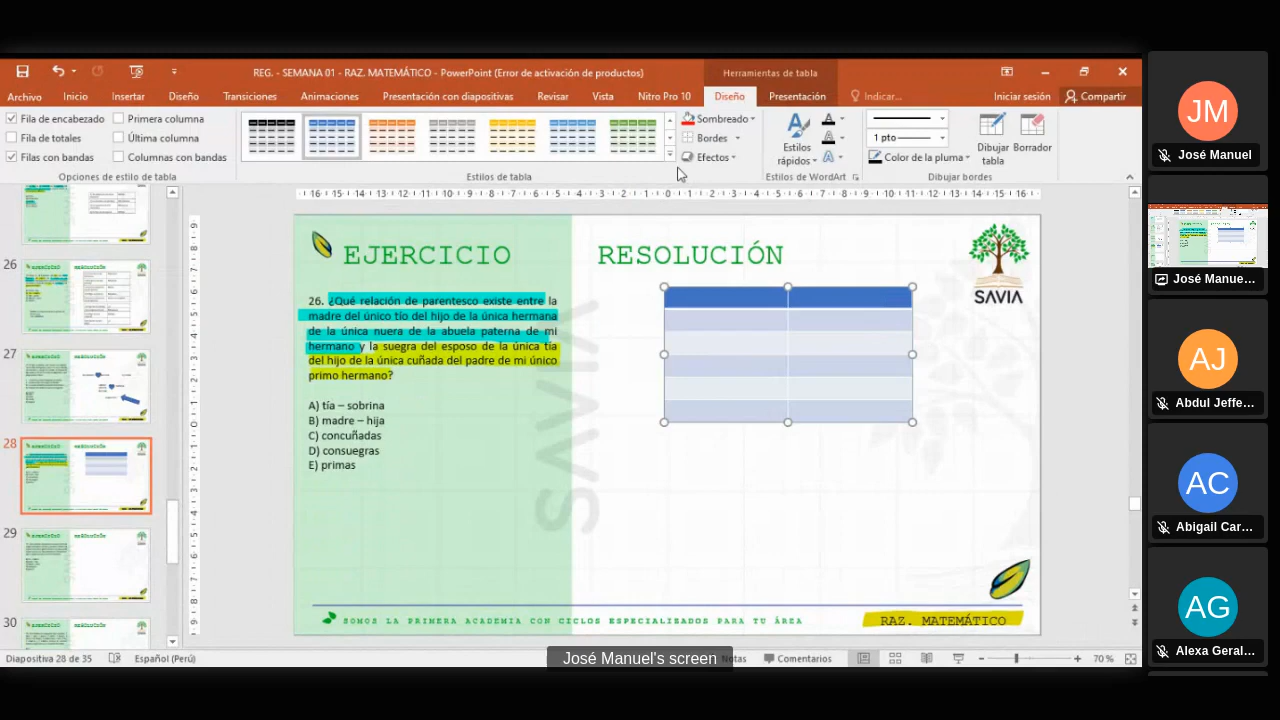 REG. - SEMANA 01 - RAZ. MATEMÁTICO - PowerPoint (Error de activación de productos)
Herramientas de tabla
Archivo Inicio Insertar Diseño Transiciones Animaciones Presentación con diapositivas Revisar Vista Nitro Pro 10 Diseño Presentación Indicar... Iniciar sesión Compartir
Fila de encabezado Primera columna
Fila de totales Última columna
Filas con bandas Columnas con bandas
Opciones de estilo de tabla
Estilos de tabla
Sombreado
Bordes
Efectos
Estilos rápidos
Estilos de WordArt
1 pto
Color de la pluma
Dibujar tabla
Borrador
Dibujar bordes
26
27
28
29
30
EJERCICIO RESOLUCIÓN
SAVIA
26. ¿Qué relación de parentesco existe entre la
madre del único tío del hijo de la única hermana
de la única nuera de la abuela paterna de mi
hermano y la suegra del esposo de la única tía
del hijo de la única cuñada del padre de mi único
primo hermano?
A) tía – sobrina
B) madre – hija
C) concuñadas
D) consuegras
E) primas
SAVIA
SOMOS LA PRIMERA ACADEMIA CON CICLOS ESPECIALIZADOS PARA TU ÁREA
RAZ. MATEMÁTICO
Diapositiva 28 de 35 Español (Perú) Notas Comentarios 70 %
José Manuel's screen
JM
José Manuel
José Man...
AJ
Abdul Jeffe...
AC
Abigail Car...
AG
Alexa Geral...